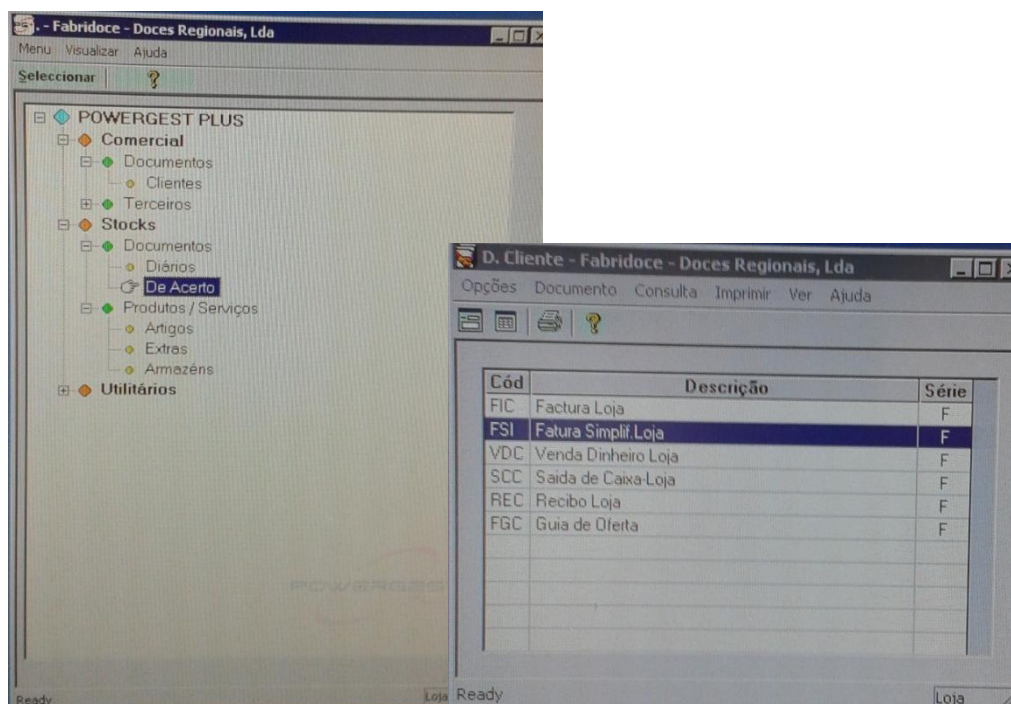 . - Fabridoce - Doces Regionais, Lda
Menu Visualizar Ajuda
Seleccionar
POWERGEST PLUS
Comercial
Documentos
Clientes
Terceiros
Stocks
Documentos
Diários
De Acerto
Produtos / Serviços
Artigos
Extras
Armazéns
Utilitários
POWERGES
Ready Loja
D. Cliente - Fabridoce - Doces Regionais, Lda
Opções Documento Consulta Imprimir Ver Ajuda
Cód Descrição Série
FIC Factura Loja F
FSI Fatura Simplif.Loja F
VDC Venda Dinheiro Loja F
SCC Saida de Caixa-Loja F
REC Recibo Loja F
FGC Guia de Oferta F
Ready Loja